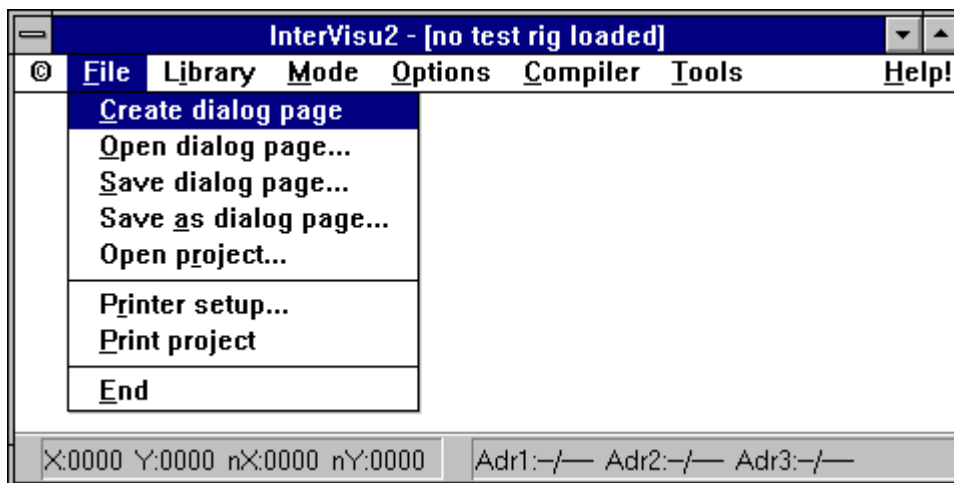 InterVisu2 - [no test rig loaded]
© File Library Mode Options Compiler Tools Help!
Create dialog page
Open dialog page...
Save dialog page...
Save as dialog page...
Open project...
Printer setup...
Print project
End
X:0000 Y:0000 nX:0000 nY:0000 Adr1:–/–– Adr2:–/–– Adr3:–/––